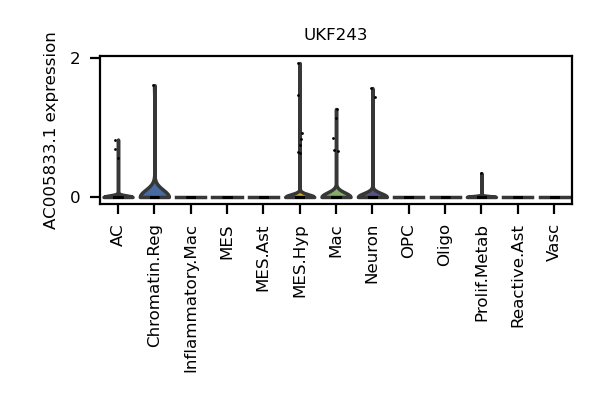 UKF243
AC005833.1 expression
2
0
AC
Chromatin.Reg
Inflammatory.Mac
MES
MES.Ast
MES.Hyp
Mac
Neuron
OPC
Oligo
Prolif.Metab
Reactive.Ast
Vasc